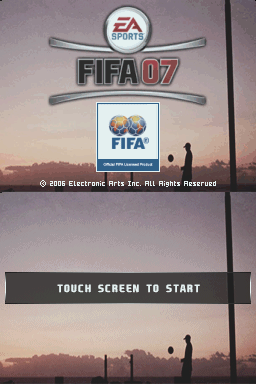 EA
SPORTS
FIFA 07
FIFA®
Official FIFA Licensed Product
© 2006 Electronic Arts Inc. All Rights Reserved
TOUCH SCREEN TO START